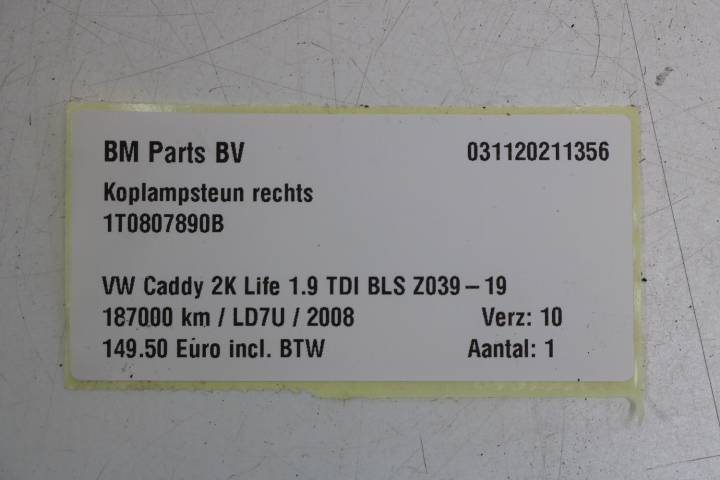 BM Parts BV 031120211356
Koplampsteun rechts
1T0807890B
VW Caddy 2K Life 1.9 TDI BLS Z039 – 19
187000 km / LD7U / 2008 Verz: 10
149.50 Euro incl. BTW Aantal: 1